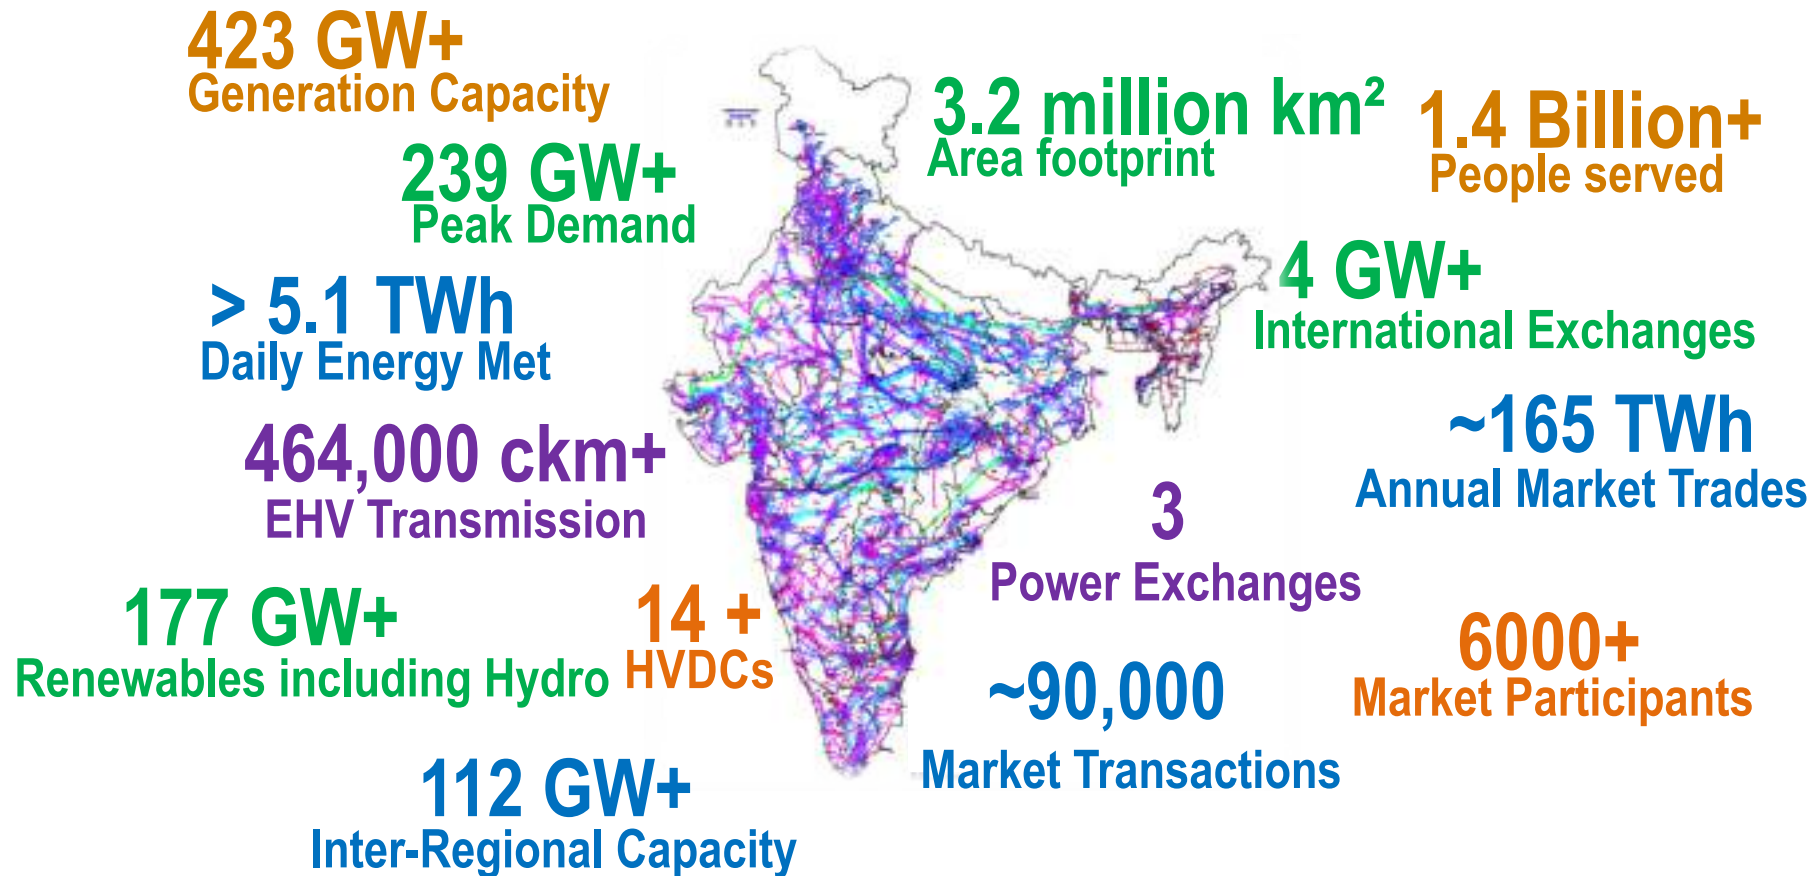 423 GW+
Generation Capacity
3.2 million km²
Area footprint
1.4 Billion+
People served
239 GW+
Peak Demand
4 GW+
International Exchanges
> 5.1 TWh
Daily Energy Met
~165 TWh
Annual Market Trades
464,000 ckm+
EHV Transmission
3
Power Exchanges
177 GW+
Renewables including Hydro
14 +
HVDCs
6000+
Market Participants
~90,000
Market Transactions
112 GW+
Inter-Regional Capacity